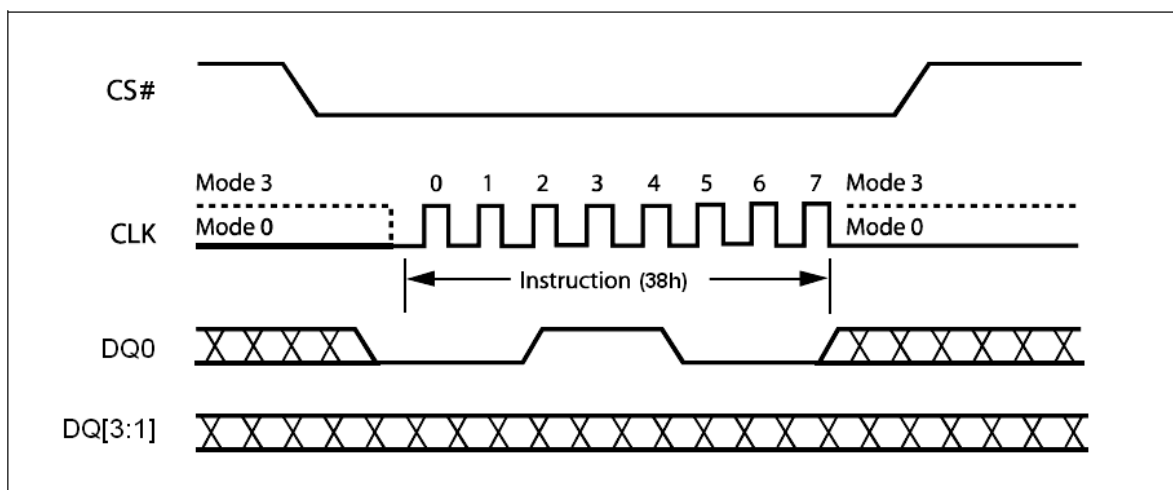 CS#
Mode 3 0 1 2 3 4 5 6 7 Mode 3
Mode 0 Mode 0
CLK
Instruction (38h)
DQ0
DQ[3:1]